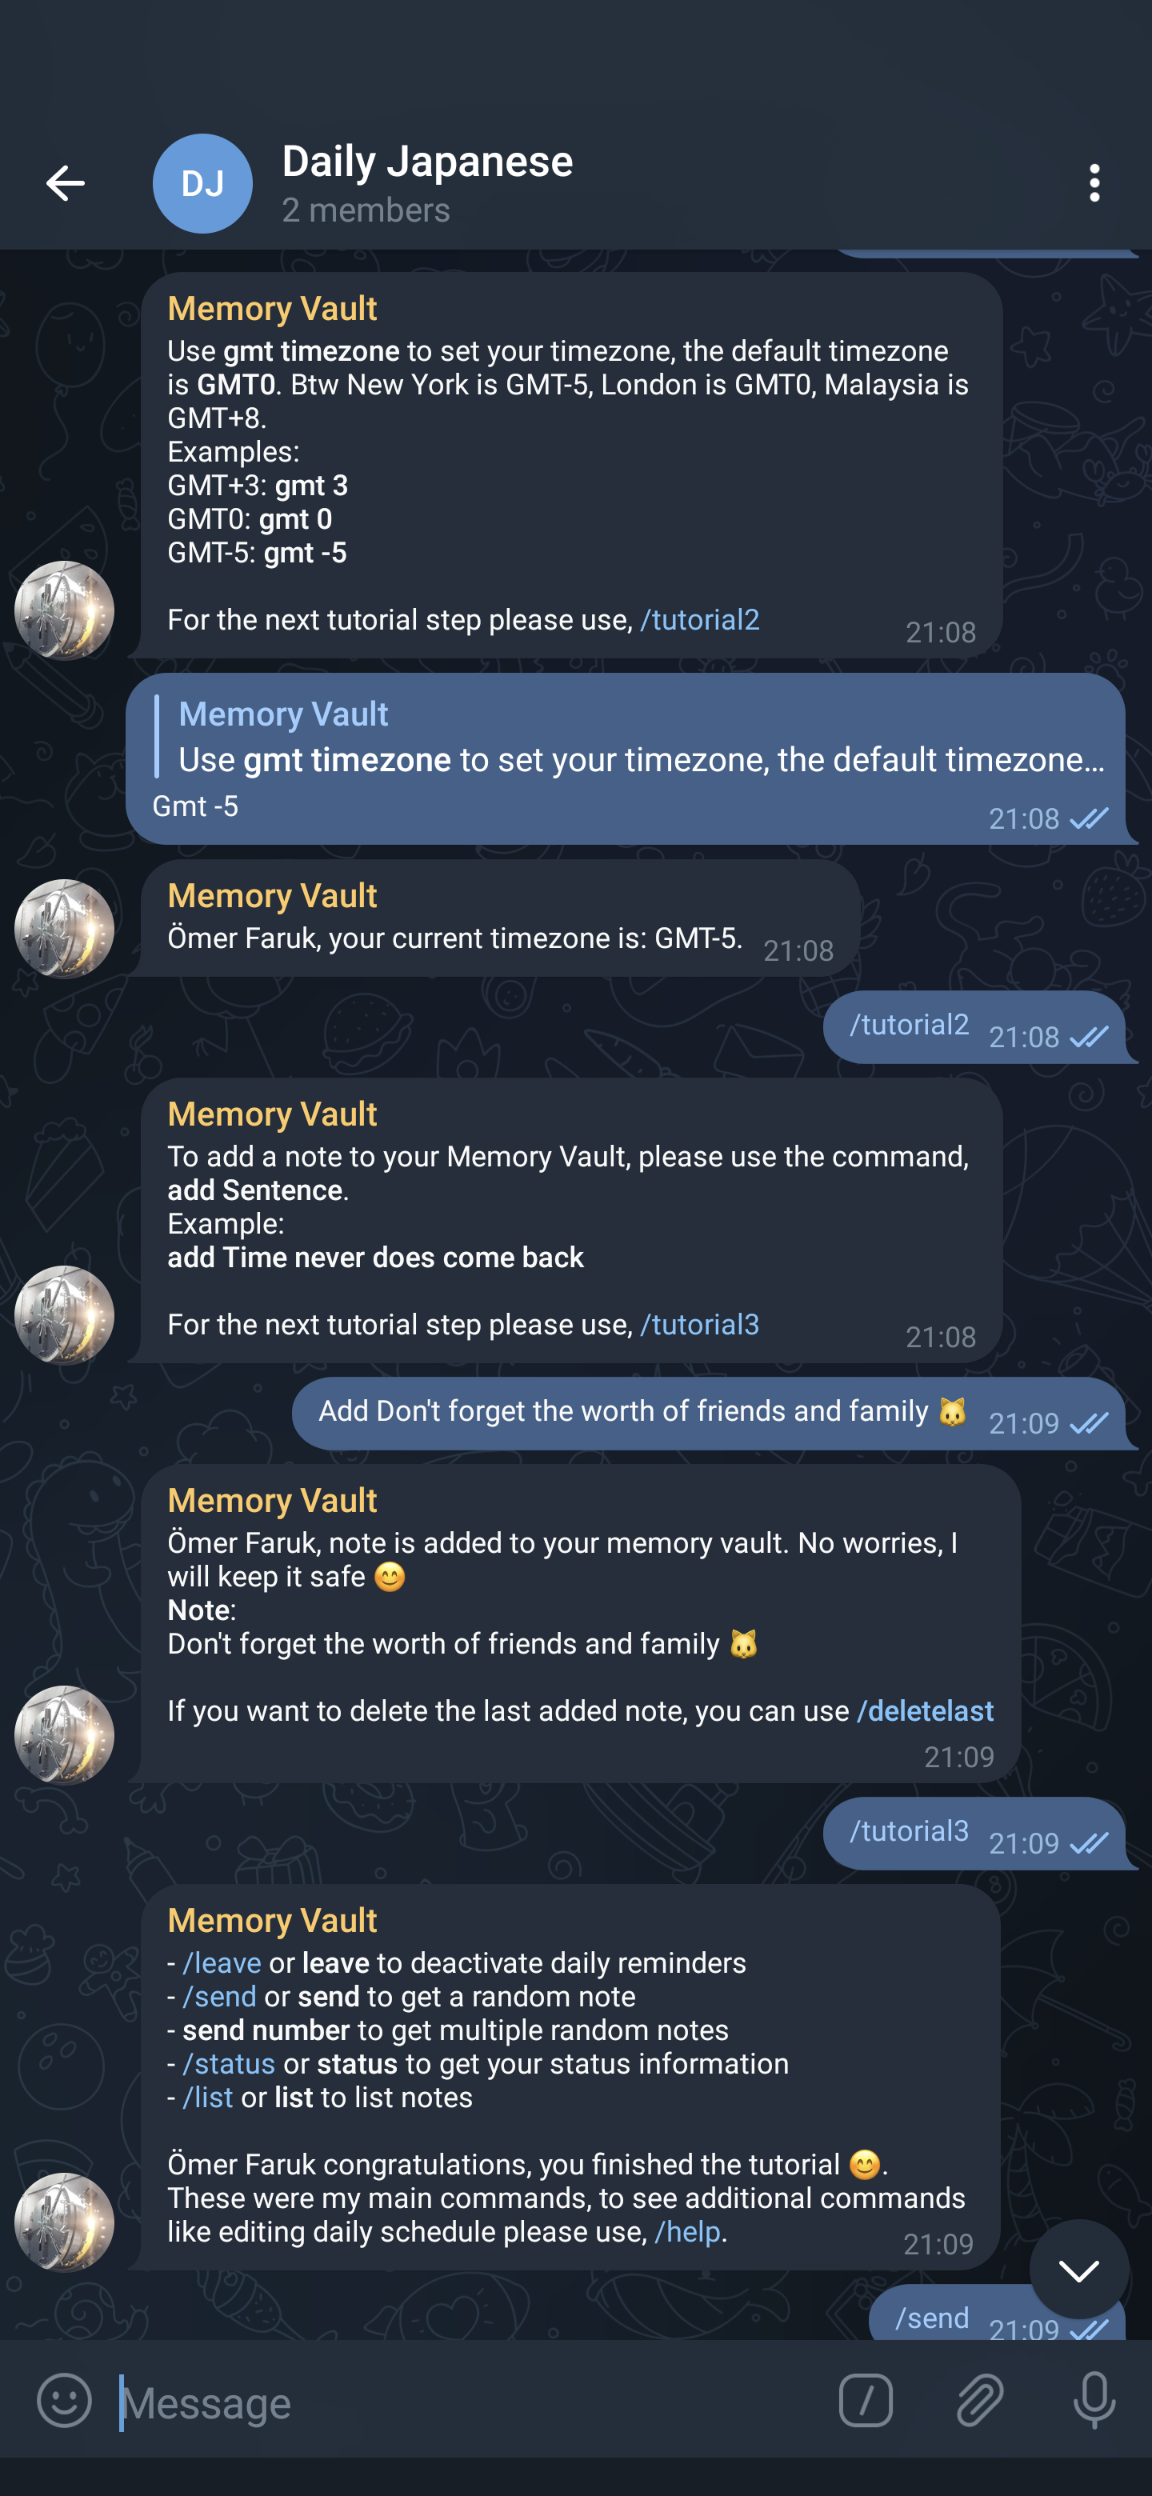 DJ
Daily Japanese
2 members
Memory Vault
Use gmt timezone to set your timezone, the default timezone
is GMT0. Btw New York is GMT-5, London is GMT0, Malaysia is
GMT+8.
Examples:
GMT+3: gmt 3
GMT0: gmt 0
GMT-5: gmt -5
For the next tutorial step please use, /tutorial2
21:08
Memory Vault
Use gmt timezone to set your timezone, the default timezone...
Gmt -5
21:08
Memory Vault
Ömer Faruk, your current timezone is: GMT-5. 21:08
/tutorial2 21:08
Memory Vault
To add a note to your Memory Vault, please use the command,
add Sentence.
Example:
add Time never does come back
For the next tutorial step please use, /tutorial3
21:08
Add Don't forget the worth of friends and family 🐱 21:09
Memory Vault
Ömer Faruk, note is added to your memory vault. No worries, I
will keep it safe 😊
Note:
Don't forget the worth of friends and family 🐱
If you want to delete the last added note, you can use /deletelast
21:09
/tutorial3 21:09
Memory Vault
- /leave or leave to deactivate daily reminders
- /send or send to get a random note
- send number to get multiple random notes
- /status or status to get your status information
- /list or list to list notes
Ömer Faruk congratulations, you finished the tutorial 😊.
These were my main commands, to see additional commands
like editing daily schedule please use, /help.
21:09
/send 21:09
Message